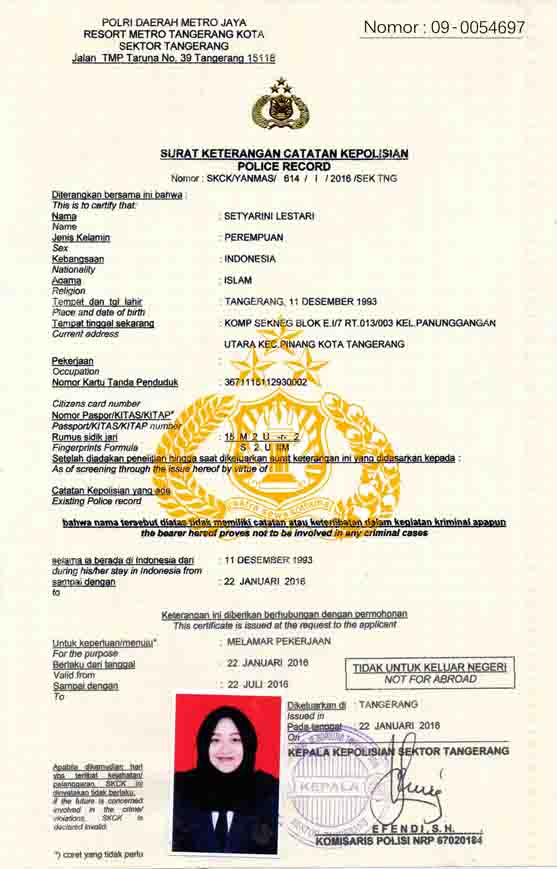 POLRI DAERAH METRO JAYA
RESORT METRO TANGERANG KOTA
SEKTOR TANGERANG
Jalan TMP Taruna No. 39 Tangerang 15118
Nomor : 09-0054697
SURAT KETERANGAN CATATAN KEPOLISIAN
POLICE RECORD
Nomor : SKCK/YANMAS/ 614 / I / 2016 /SEK TNG
Diterangkan bersama ini bahwa :
This is to certify that:
Nama : SETYARINI LESTARI
Name
Jenis Kelamin : PEREMPUAN
Sex
Kebangsaan : INDONESIA
Nationality
Agama : ISLAM
Religion
Tempat dan tgl lahir : TANGERANG, 11 DESEMBER 1993
Place and date of birth
Tempat tinggal sekarang : KOMP SEKNEG BLOK E.I/7 RT.013/003 KEL.PANUNGGANGAN
Current address
UTARA KEC.PINANG KOTA TANGERANG
Pekerjaan :
Occupation
Nomor Kartu Tanda Penduduk : 3671115112930002
Citizens card number
Nomor Paspor/KITAS/KITAP*
Passport/KITAS/KITAP number
Rumus sidik jari : 15 M 2 U 2
Fingerprints Formula S 2 U
Setelah diadakan penelitian hingga saat dikeluarkan surat keterangan ini yang didasarkan kepada :
As of screening through the issue hereof by virtue of :
Catatan Kepolisian yang ada
Existing Police record
bahwa nama tersebut diatas tidak memiliki catatan atau keterlibatan dalam kegiatan kriminal apapun
the bearer hereof proves not to be involved in any criminal cases
selama ia berada di Indonesia dari : 11 DESEMBER 1993
during his/her stay in Indonesia from
sampai dengan : 22 JANUARI 2016
to
Keterangan ini diberikan berhubungan dengan permohonan
This certificate is issued at the request to the applicant
Untuk keperluan/menuju* : MELAMAR PEKERJAAN
For the purpose
Berlaku dari tanggal : 22 JANUARI 2016
Valid from
Sampai dengan : 22 JULI 2016
To
TIDAK UNTUK KELUAR NEGERI
NOT FOR ABROAD
Dikeluarkan di : TANGERANG
Issued in
Pada tanggal : 22 JANUARI 2016
On
KEPALA KEPOLISIAN SEKTOR TANGERANG
KEPALA
EFENDI, S.H.
KOMISARIS POLISI NRP 67020184
Apabila dikemudian hari
ybs terlibat kejahatan/
pelanggaran, SKCK ini
dinyatakan tidak berlaku.
if the future is concerned
involved in the crime/
violations, SKCK is
declared invalid.
*) coret yang tidak perlu